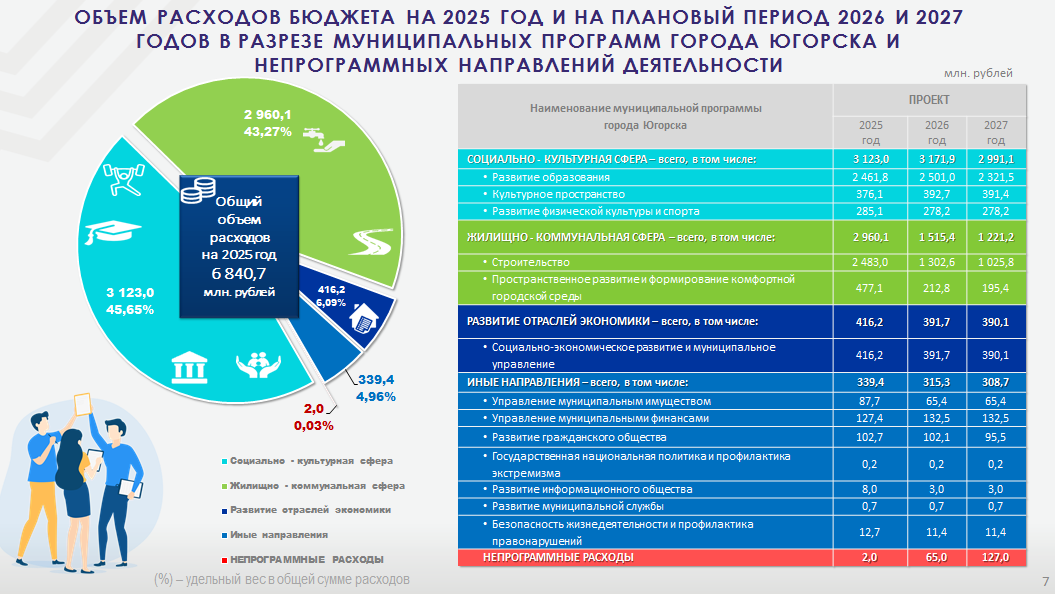 ОБЪЕМ РАСХОДОВ БЮДЖЕТА НА 2025 ГОД И НА ПЛАНОВЫЙ ПЕРИОД 2026 И 2027
ГОДОВ В РАЗРЕЗЕ МУНИЦИПАЛЬНЫХ ПРОГРАММ ГОРОДА ЮГОРСКА И
НЕПРОГРАММНЫХ НАПРАВЛЕНИЙ ДЕЯТЕЛЬНОСТИ
млн. рублей
2 960,1
43,27%
Общий
объем
расходов
на 2025 год
6 840,7
млн. рублей
3 123,0
45,65%
416,2
6,09%
339,4
4,96%
2,0
0,03%
Социально - культурная сфера
Жилищно - коммунальная сфера
Развитие отраслей экономики
Иные направления
НЕПРОГРАММНЫЕ РАСХОДЫ
(%) – удельный вес в общей сумме расходов
Наименование муниципальной программы
города Югорска
ПРОЕКТ
2025 год
2026 год
2027 год
СОЦИАЛЬНО - КУЛЬТУРНАЯ СФЕРА – всего, в том числе: 3 123,0 3 171,9 2 991,1
• Развитие образования 2 461,8 2 501,0 2 321,5
• Культурное пространство 376,1 392,7 391,4
• Развитие физической культуры и спорта 285,1 278,2 278,2
ЖИЛИЩНО - КОММУНАЛЬНАЯ СФЕРА – всего, в том числе: 2 960,1 1 515,4 1 221,2
• Строительство 2 483,0 1 302,6 1 025,8
• Пространственное развитие и формирование комфортной
городской среды 477,1 212,8 195,4
РАЗВИТИЕ ОТРАСЛЕЙ ЭКОНОМИКИ – всего, в том числе: 416,2 391,7 390,1
• Социально-экономическое развитие и муниципальное
управление 416,2 391,7 390,1
ИНЫЕ НАПРАВЛЕНИЯ – всего, в том числе: 339,4 315,3 308,7
• Управление муниципальным имуществом 87,7 65,4 65,4
• Управление муниципальными финансами 127,4 132,5 132,5
• Развитие гражданского общества 102,7 102,1 95,5
• Государственная национальная политика и профилактика
экстремизма 0,2 0,2 0,2
• Развитие информационного общества 8,0 3,0 3,0
• Развитие муниципальной службы 0,7 0,7 0,7
• Безопасность жизнедеятельности и профилактика
правонарушений 12,7 11,4 11,4
НЕПРОГРАММНЫЕ РАСХОДЫ 2,0 65,0 127,0
7